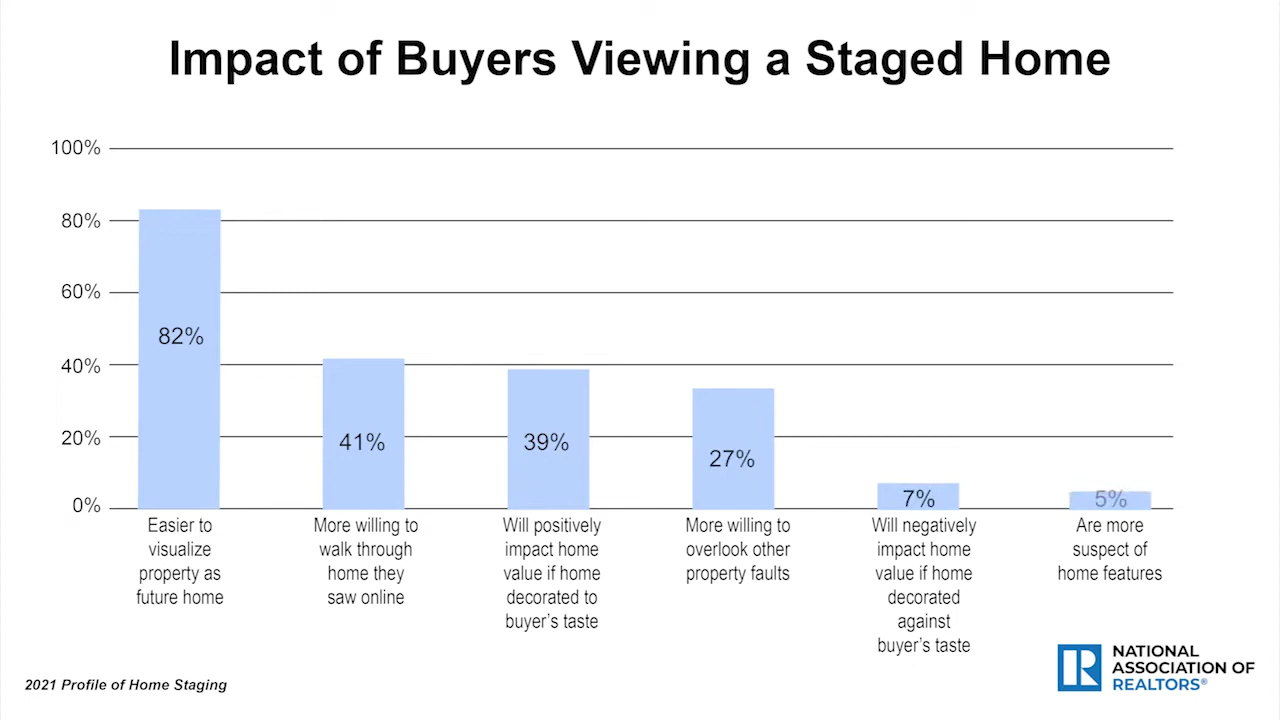 Impact of Buyers Viewing a Staged Home
100%
80%
60%
40%
20%
0%
82%
41%
39%
27%
7%
5%
Easier to
visualize
property as
future home
More willing to
walk through
home they
saw online
Will positively
impact home
value if home
decorated to
buyer’s taste
More willing to
overlook other
property faults
Will negatively
impact home
value if home
decorated
against
buyer’s taste
Are more
suspect of
home features
2021 Profile of Home Staging
R
NATIONAL
ASSOCIATION OF
REALTORS®